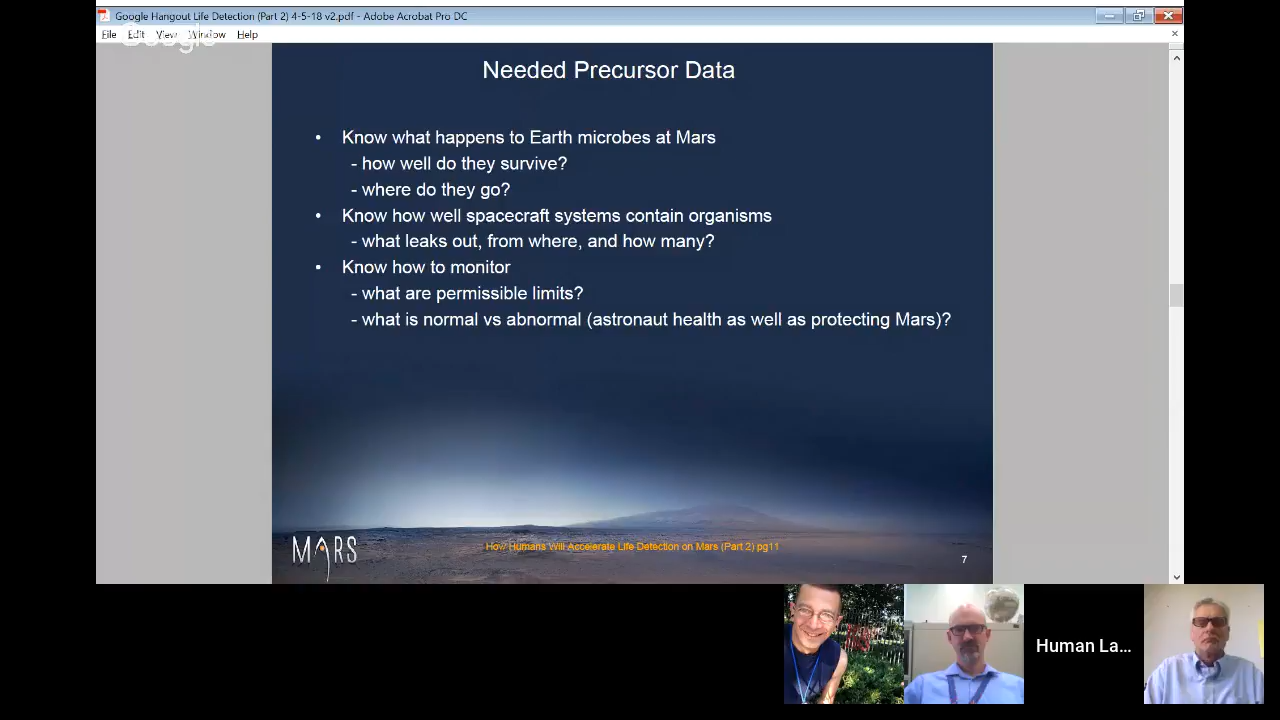 Google Hangout Life Detection (Part 2) 4-5-18 v2.pdf - Adobe Acrobat Pro DC
Google
File Edit View Window Help
Needed Precursor Data
• Know what happens to Earth microbes at Mars
- how well do they survive?
- where do they go?
• Know how well spacecraft systems contain organisms
- what leaks out, from where, and how many?
• Know how to monitor
- what are permissible limits?
- what is normal vs abnormal (astronaut health as well as protecting Mars)?
MARS
How Humans Will Accelerate Life Detection on Mars (Part 2) pg11
7
Human La...